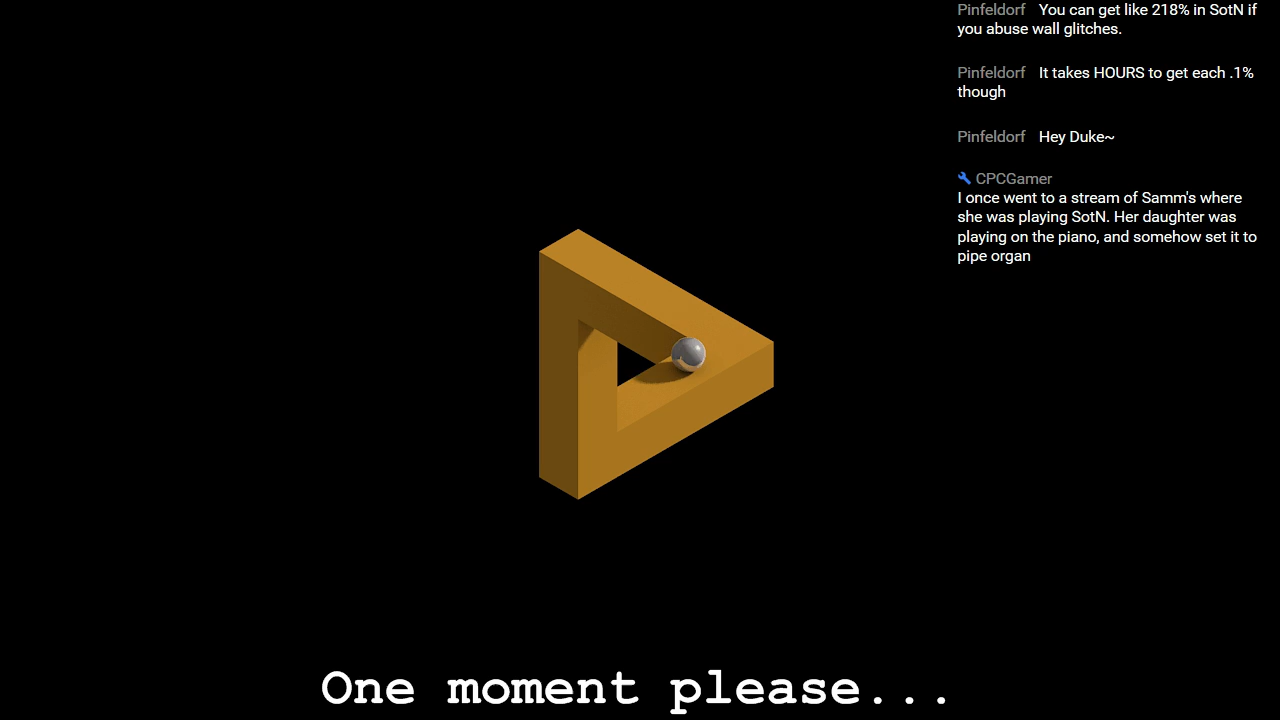 Pinfeldorf You can get like 218% in SotN if
you abuse wall glitches.
Pinfeldorf It takes HOURS to get each .1%
though
Pinfeldorf Hey Duke~
CPCGamer
I once went to a stream of Samm's where
she was playing SotN. Her daughter was
playing on the piano, and somehow set it to
pipe organ
One moment please...